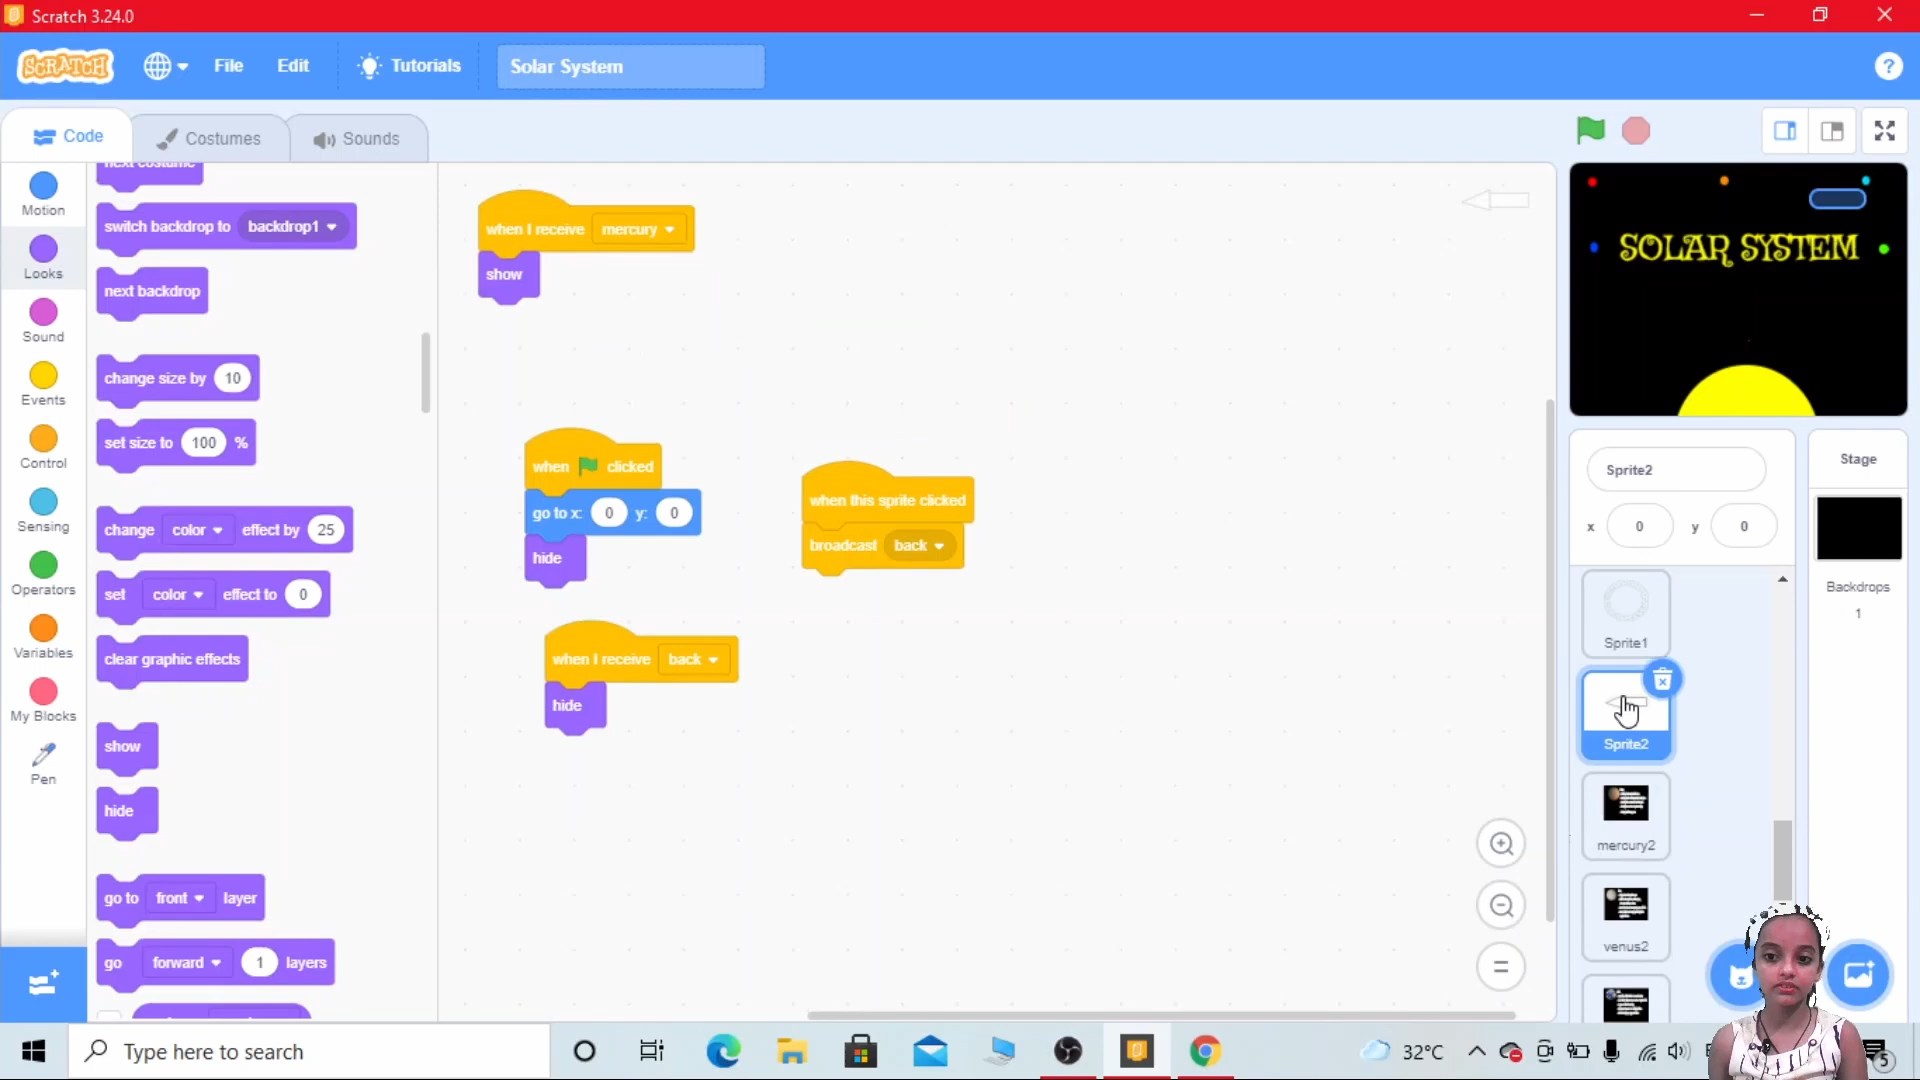 Scratch 3.24.0
SCRATCH
File
Edit
Tutorials
Solar System
?
Code
Costumes
Sounds
Motion
Looks
Sound
Events
Control
Sensing
Operators
Variables
My Blocks
Pen
next costume
switch backdrop to backdrop1
next backdrop
change size by 10
set size to 100 %
change color effect by 25
set color effect to 0
clear graphic effects
show
hide
go to front layer
go forward 1 layers
when I receive mercury
show
when clicked
go to x: 0 y: 0
hide
when this sprite clicked
broadcast back
when I receive back
hide
SOLAR SYSTEM
Sprite2
x 0 y 0
Sprite1
Sprite2
mercury2
venus2
Stage
Backdrops
1
Type here to search
32°C
5